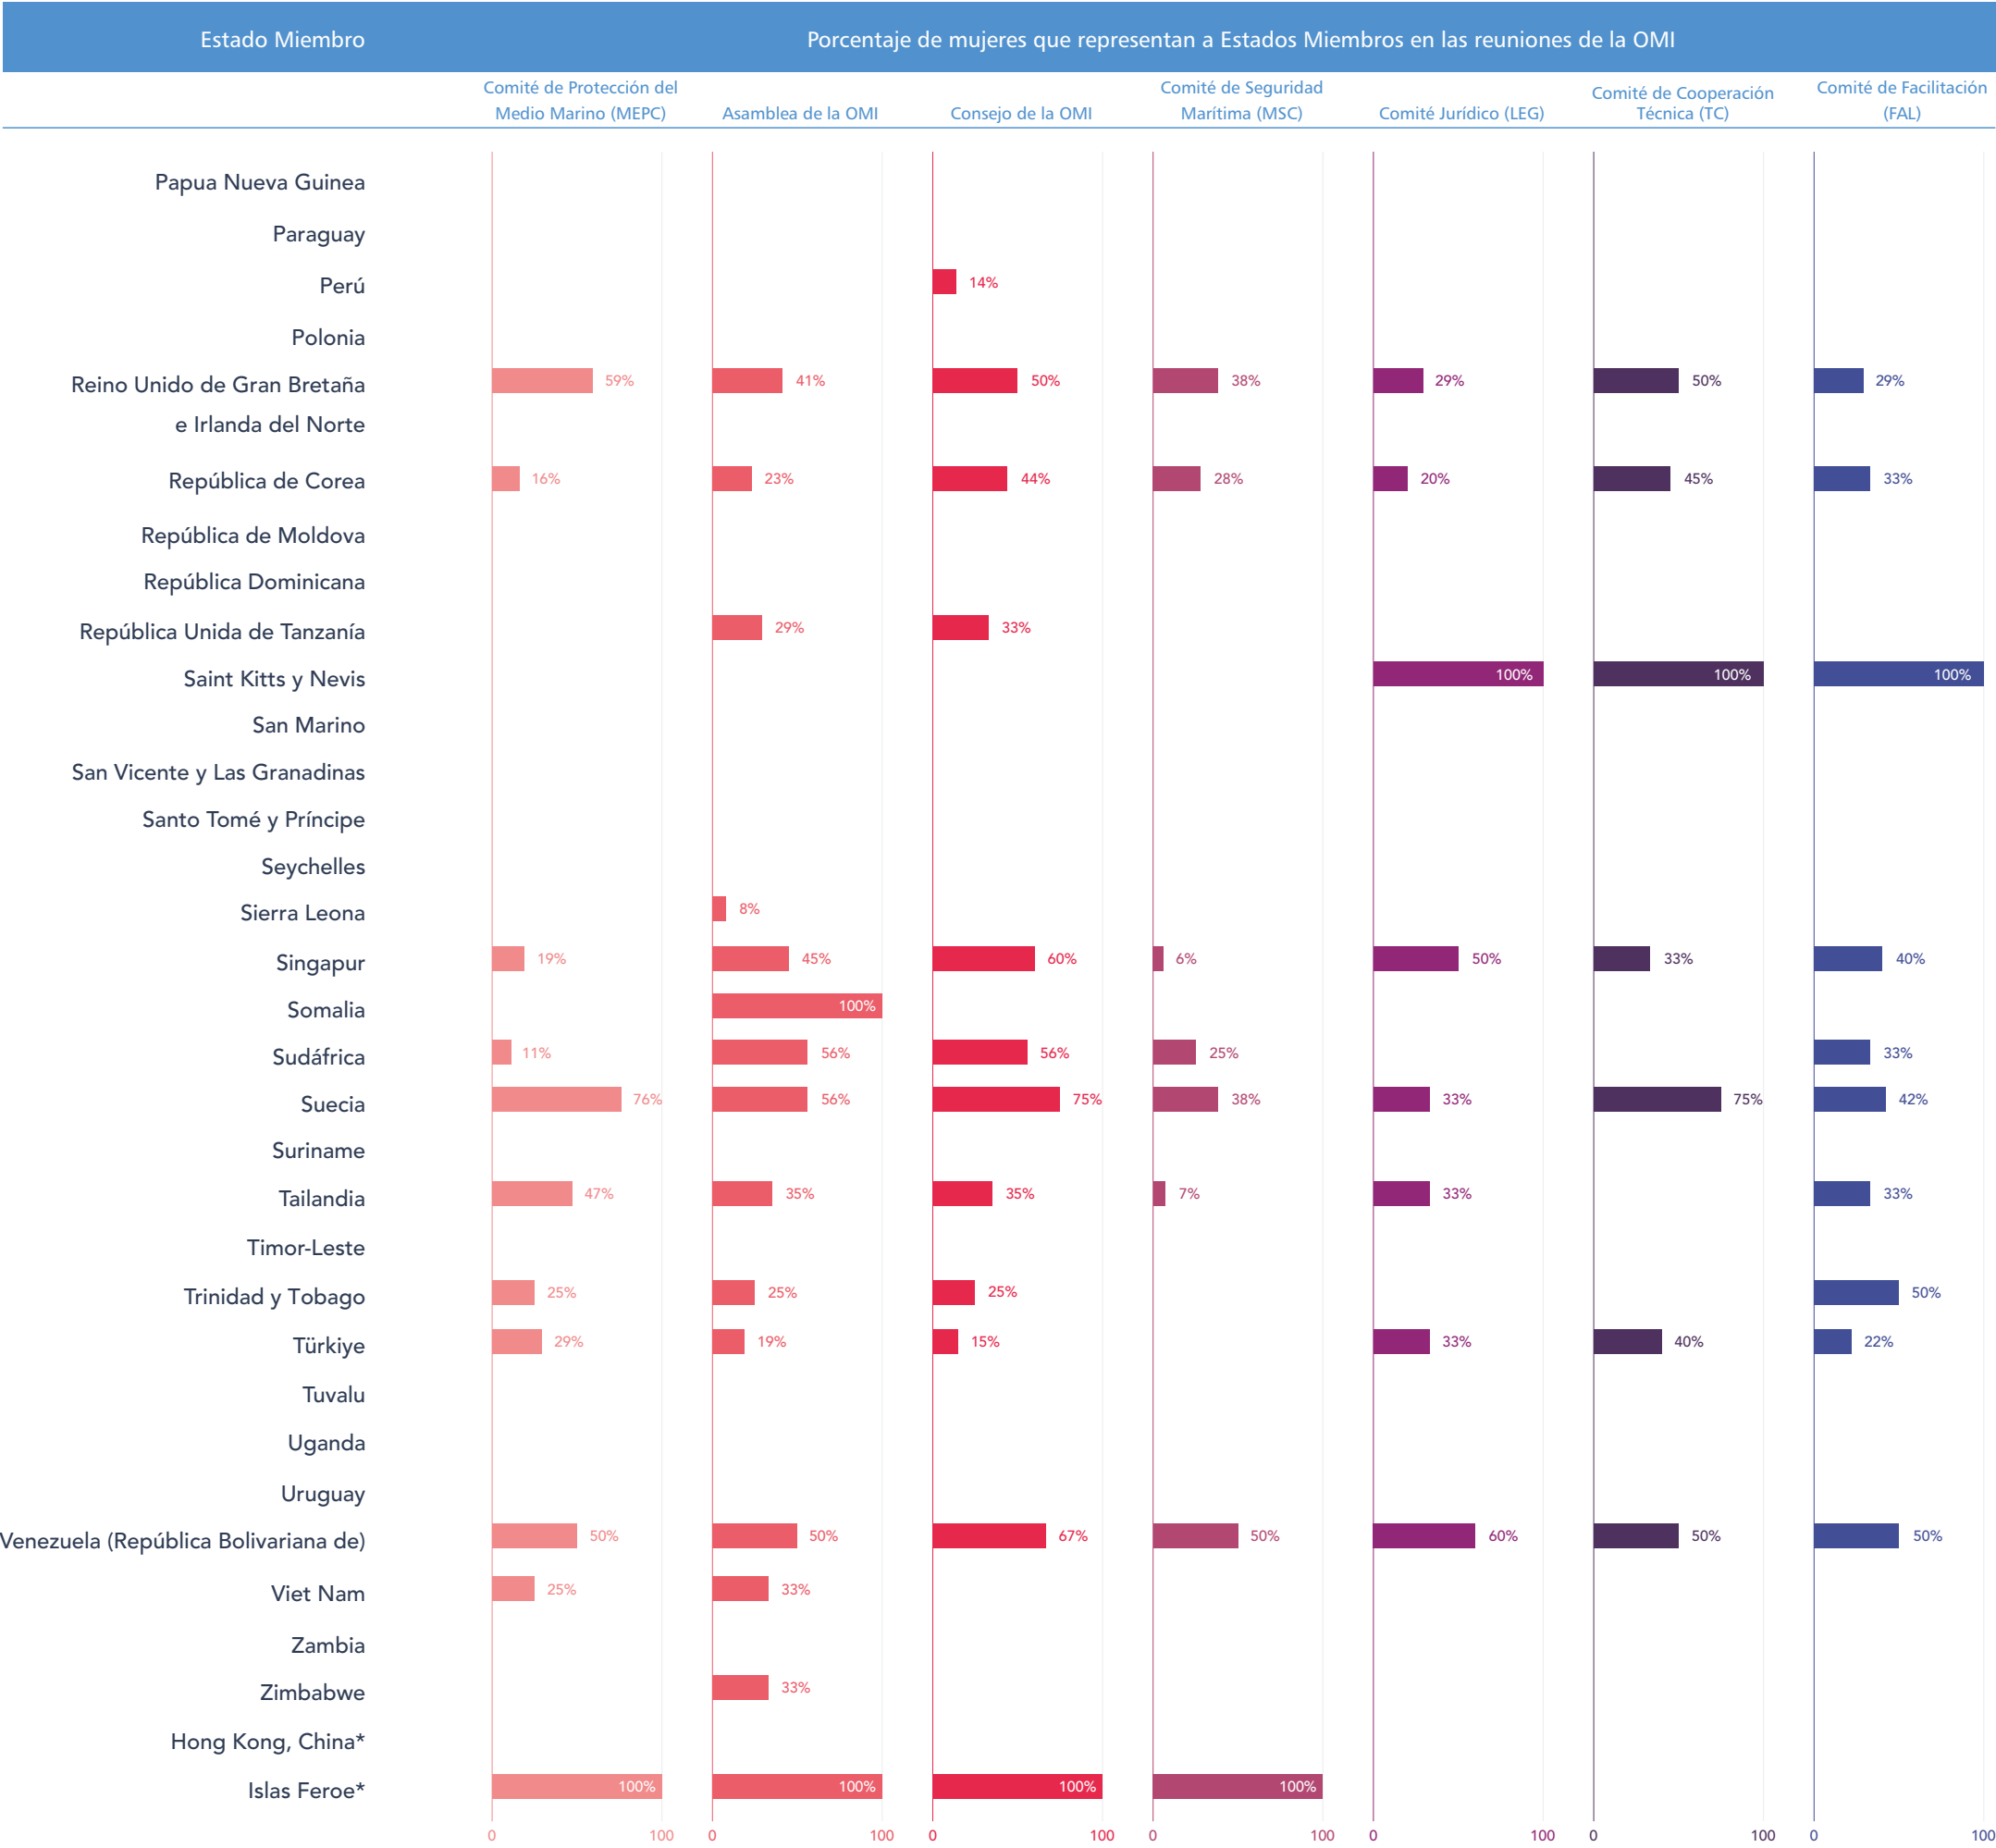 Estado Miembro Porcentaje de mujeres que representan a Estados Miembros en las reuniones de la OMI
Comité de Protección del Medio Marino (MEPC) Asamblea de la OMI Consejo de la OMI Comité de Seguridad Marítima (MSC) Comité Jurídico (LEG) Comité de Cooperación Técnica (TC) Comité de Facilitación (FAL)
Papua Nueva Guinea
Paraguay
Perú 14%
Polonia
Reino Unido de Gran Bretaña 59% 41% 50% 38% 29% 50% 29%
e Irlanda del Norte
República de Corea 16% 23% 44% 28% 20% 45% 33%
República de Moldova
República Dominicana
República Unida de Tanzanía 29% 33%
Saint Kitts y Nevis 100% 100% 100%
San Marino
San Vicente y Las Granadinas
Santo Tomé y Príncipe
Seychelles
Sierra Leona 8%
Singapur 19% 45% 60% 6% 50% 33% 40%
Somalia 100%
Sudáfrica 11% 56% 56% 25% 33%
Suecia 76% 56% 75% 38% 33% 75% 42%
Suriname
Tailandia 47% 35% 35% 7% 33% 33%
Timor-Leste
Trinidad y Tobago 25% 25% 25% 50%
Türkiye 29% 19% 15% 33% 40% 22%
Tuvalu
Uganda
Uruguay
Venezuela (República Bolivariana de) 50% 50% 67% 50% 60% 50% 50%
Viet Nam 25% 33%
Zambia
Zimbabwe 33%
Hong Kong, China*
Islas Feroe* 100% 100% 100% 100%
0 100 0 100 0 100 0 100 0 100 0 100 0 100